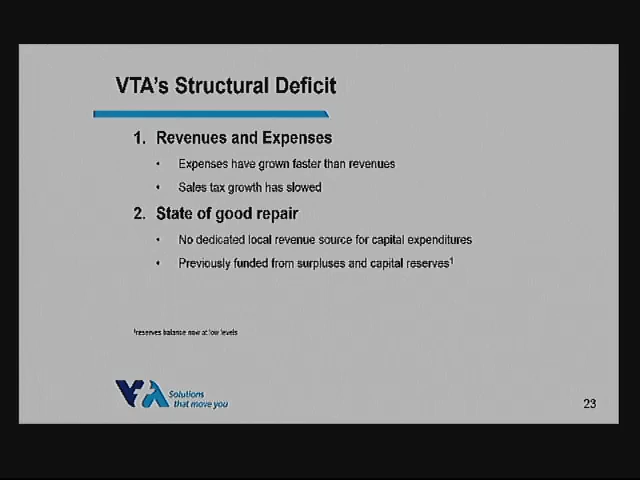 VTA's Structural Deficit
1. Revenues and Expenses
• Expenses have grown faster than revenues
• Sales tax growth has slowed
2. State of good repair
• No dedicated local revenue source for capital expenditures
• Previously funded from surpluses and capital reserves¹
¹reserves balance now at low levels
VTA Solutions
that move you
23